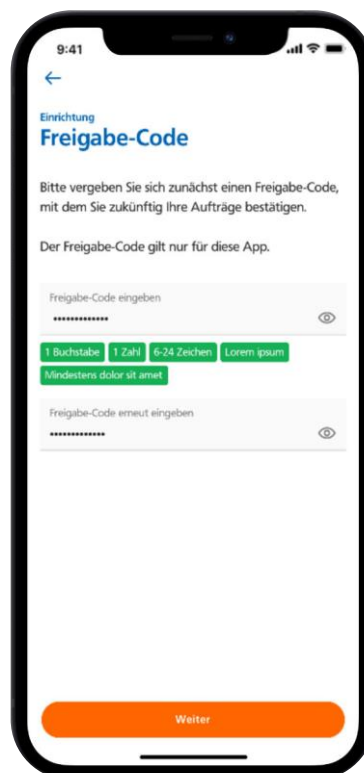 9:41
Einrichtung
Freigabe-Code
Bitte vergeben Sie sich zunächst einen Freigabe-Code,
mit dem Sie zukünftig Ihre Aufträge bestätigen.
Der Freigabe-Code gilt nur für diese App.
Freigabe-Code eingeben
•••••••••••••
1 Buchstabe 1 Zahl 6-24 Zeichen Lorem ipsum
Mindestens dolor sit amet
Freigabe-Code erneut eingeben
•••••••••••••
Weiter